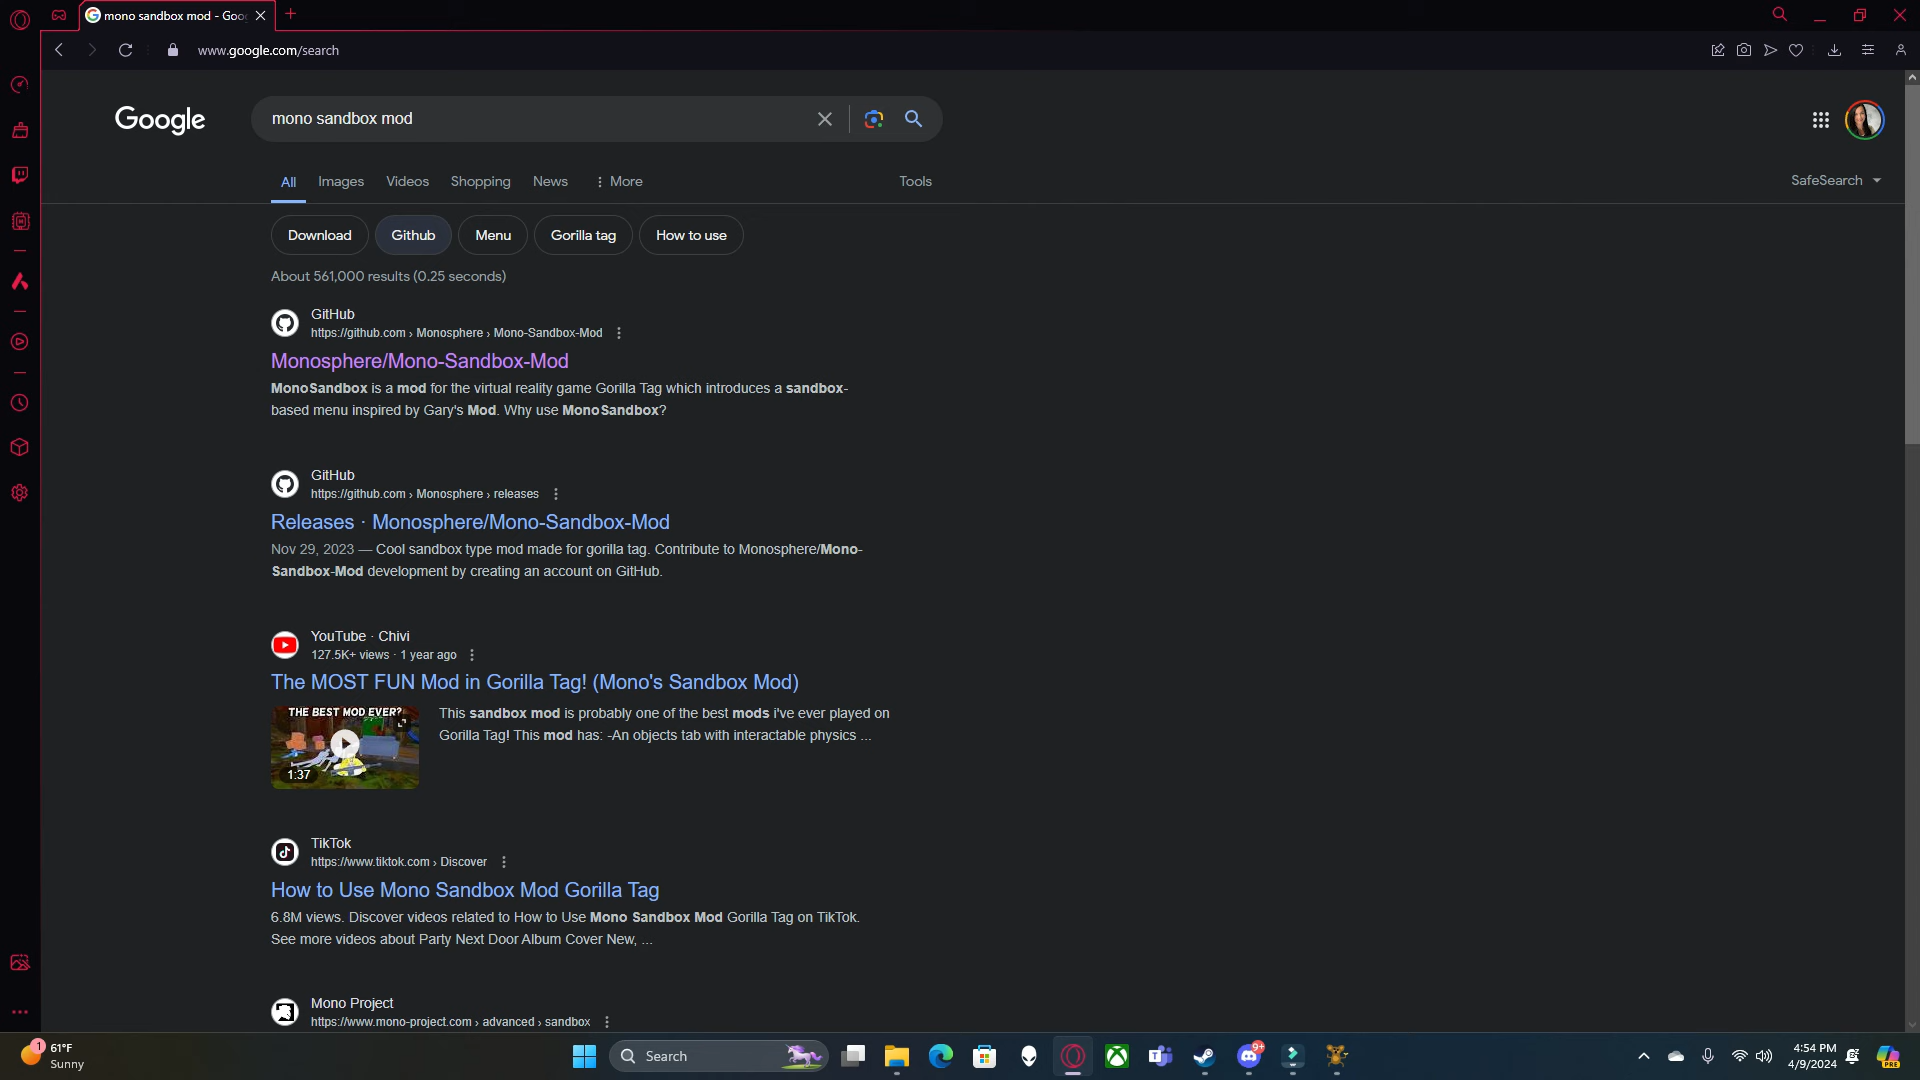 mono sandbox mod - Goo
www.google.com/search
Google
mono sandbox mod
All
Images
Videos
Shopping
News
More
Tools
SafeSearch
Download
Github
Menu
Gorilla tag
How to use
About 561,000 results (0.25 seconds)
GitHub
https://github.com › Monosphere › Mono-Sandbox-Mod
Monosphere/Mono-Sandbox-Mod
MonoSandbox is a mod for the virtual reality game Gorilla Tag which introduces a sandbox-
based menu inspired by Gary's Mod. Why use MonoSandbox?
GitHub
https://github.com › Monosphere › releases
Releases · Monosphere/Mono-Sandbox-Mod
Nov 29, 2023 — Cool sandbox type mod made for gorilla tag. Contribute to Monosphere/Mono-
Sandbox-Mod development by creating an account on GitHub.
YouTube · Chivi
127.5K+ views · 1 year ago
The MOST FUN Mod in Gorilla Tag! (Mono's Sandbox Mod)
THE BEST MOD EVER?
1:37
This sandbox mod is probably one of the best mods i've ever played on
Gorilla Tag! This mod has: -An objects tab with interactable physics ...
TikTok
https://www.tiktok.com › Discover
How to Use Mono Sandbox Mod Gorilla Tag
6.8M views. Discover videos related to How to Use Mono Sandbox Mod Gorilla Tag on TikTok.
See more videos about Party Next Door Album Cover New, ...
Mono Project
https://www.mono-project.com › advanced › sandbox
1
61°F
Sunny
Search
9+
4:54 PM
4/9/2024
PRE